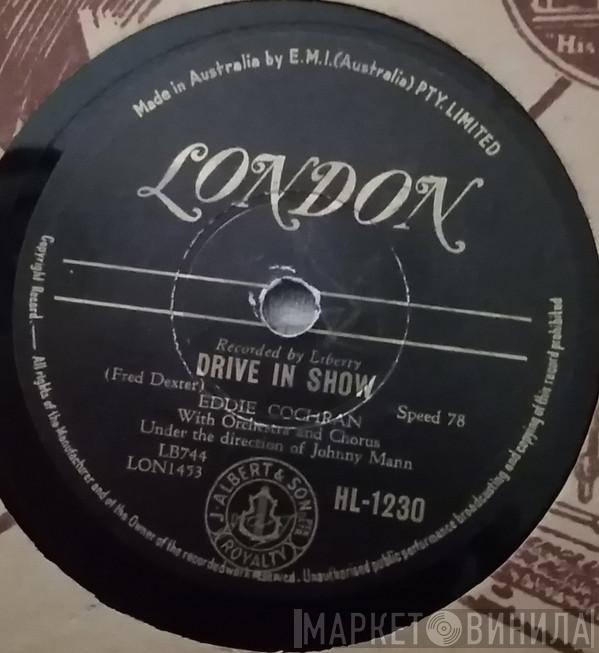 Made in Australia by E.M.I.(Australia) PTY. LIMITED
"His
LONDON
Recorded by Liberty
DRIVE IN SHOW
(Fred Dexter)
EDDIE COCHRAN
Speed 78
With Orchestra and Chorus
Under the direction of Johnny Mann
LB744
LON1453
HL-1230
J. ALBERT & SON PTY
ROYALTY
Copyright Record. — All rights of the Manufacturer and of the Owner of the recorded work reserved. Unauthorised public performance broadcasting and copying of this record prohibited
МАРКЕТ ВИНИЛА